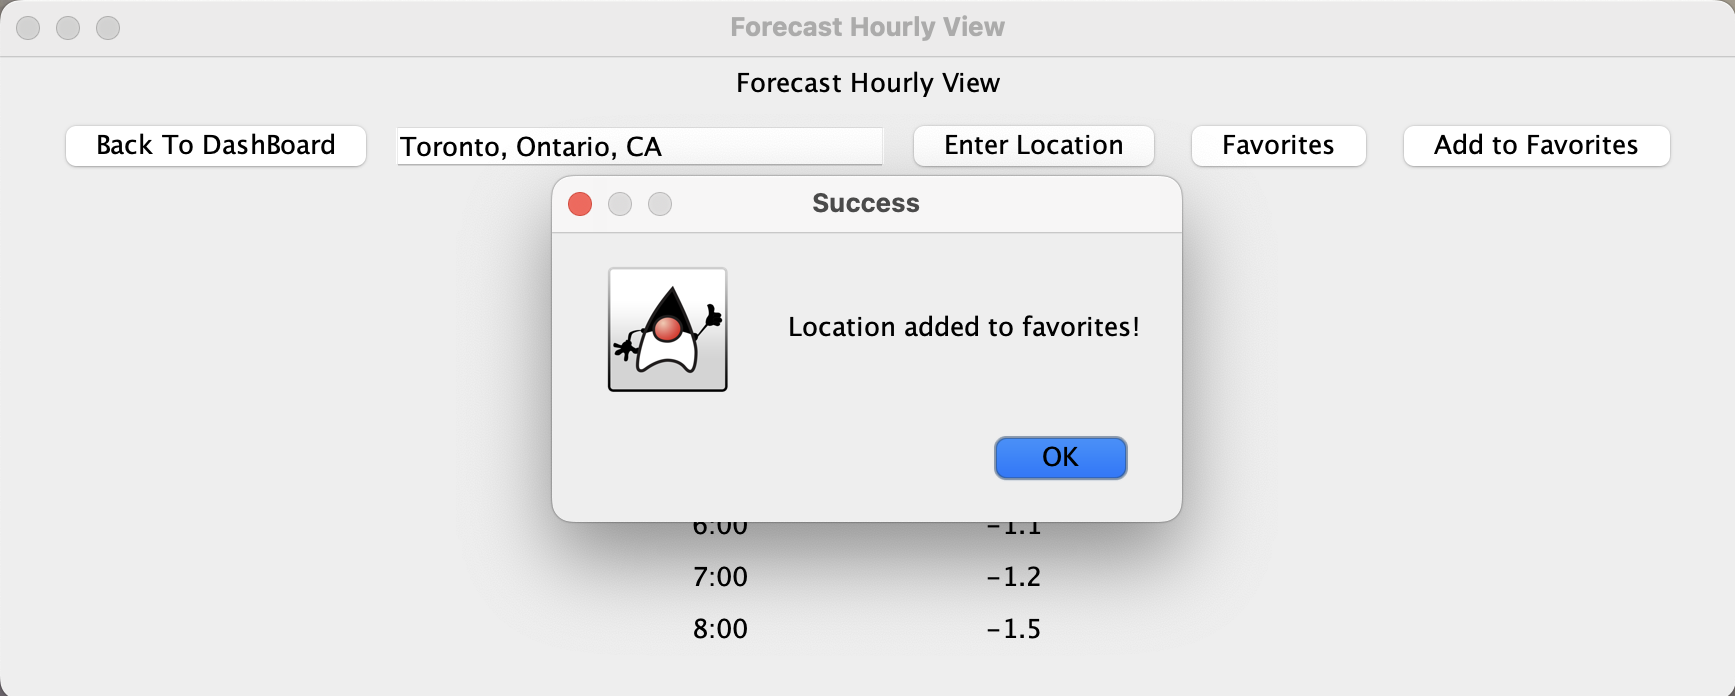 Forecast Hourly View
Forecast Hourly View
Back To DashBoard Toronto, Ontario, CA Enter Location Favorites Add to Favorites
Success
Location added to favorites!
OK
6:00 -1.1
7:00 -1.2
8:00 -1.5